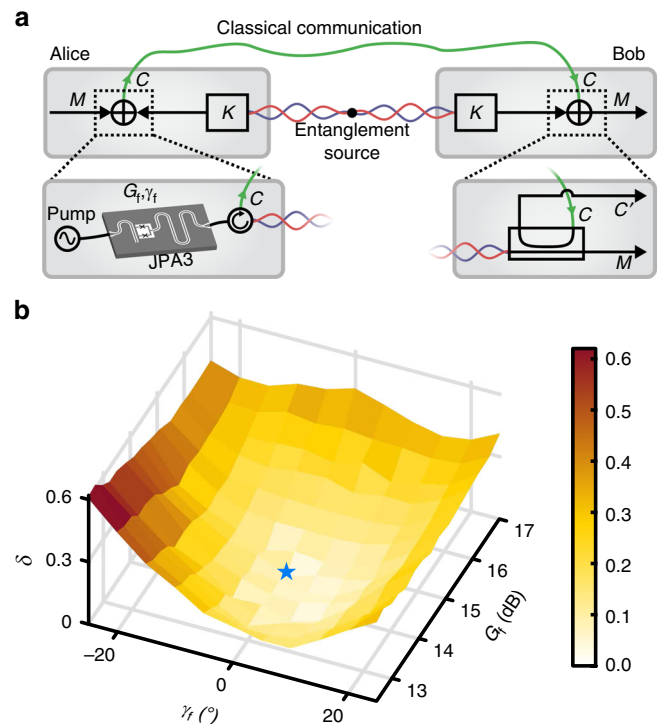 a
Classical communication
Alice
Bob
C
C
M
K
Entanglement
source
K
M
G_f,γ_f
C
Pump
JPA3
C
C′
M
b
0.6
0.3
0
δ
−20
0
20
γ_f (°)
13
14
15
16
17
G_f (dB)
0.6
0.5
0.4
0.3
0.2
0.1
0.0